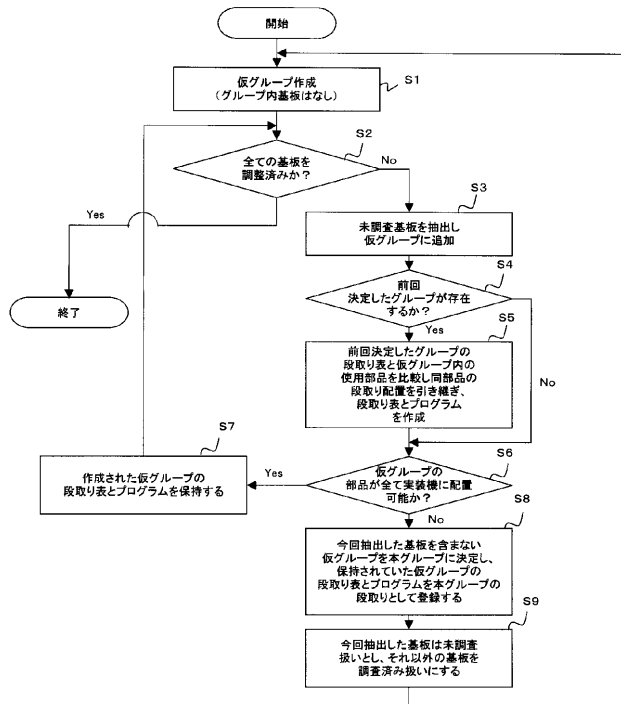 開始
仮グループ作成
(グループ内基板はなし)
S1
全ての基板を
調整済みか?
S2
No
Yes
S3
未調査基板を抽出し
仮グループに追加
S4
前回
決定したグループが存在
するか?
終了
Yes
S5
前回決定したグループの
段取り表と仮グループ内の
使用部品を比較し同部品の
段取り配置を引き継ぎ、
段取り表とプログラム
を作成
No
S7
作成された仮グループの
段取り表とプログラムを保持する
Yes
仮グループの
部品が全て実装機に配置
可能か?
S6
No
S8
今回抽出した基板を含まない
仮グループを本グループに決定し、
保持されていた仮グループの
段取り表とプログラムを本グループの
段取りとして登録する
S9
今回抽出した基板は未調査
扱いとし、それ以外の基板を
調査済み扱いにする